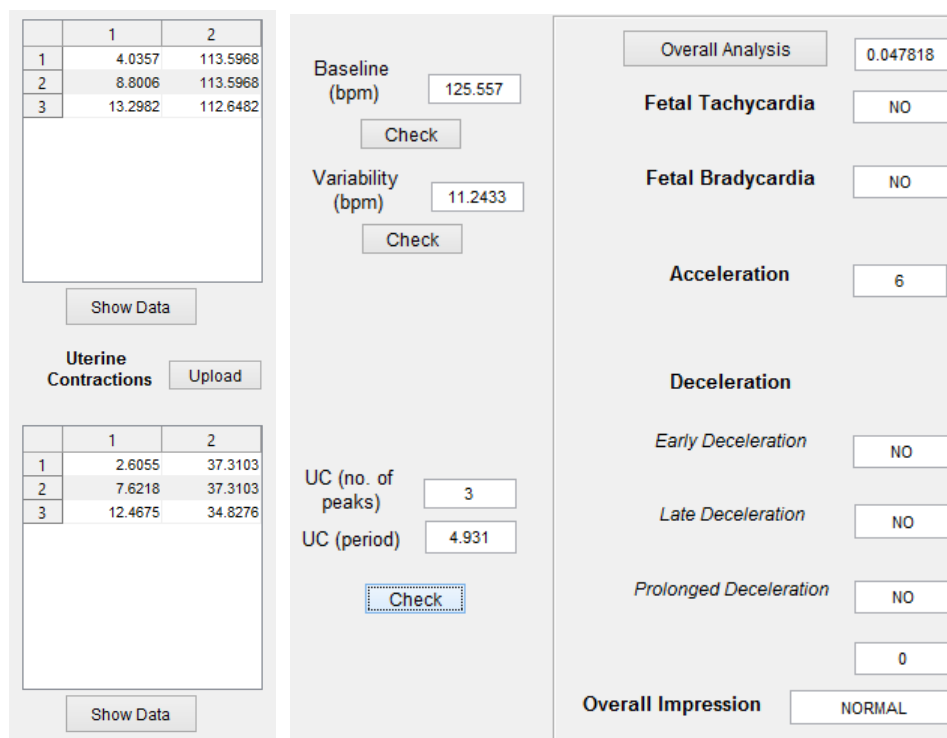 1 2
1 4.0357 113.5968
2 8.8006 113.5968
3 13.2982 112.6482
Show Data
Uterine
Contractions
Upload
1 2
1 2.6055 37.3103
2 7.6218 37.3103
3 12.4675 34.8276
Show Data
Baseline
(bpm)
125.557
Check
Variability
(bpm)
11.2433
Check
UC (no. of
peaks)
3
UC (period)
4.931
Check
Overall Analysis
0.047818
Fetal Tachycardia
NO
Fetal Bradycardia
NO
Acceleration
6
Deceleration
Early Deceleration
NO
Late Deceleration
NO
Prolonged Deceleration
NO
0
Overall Impression
NORMAL